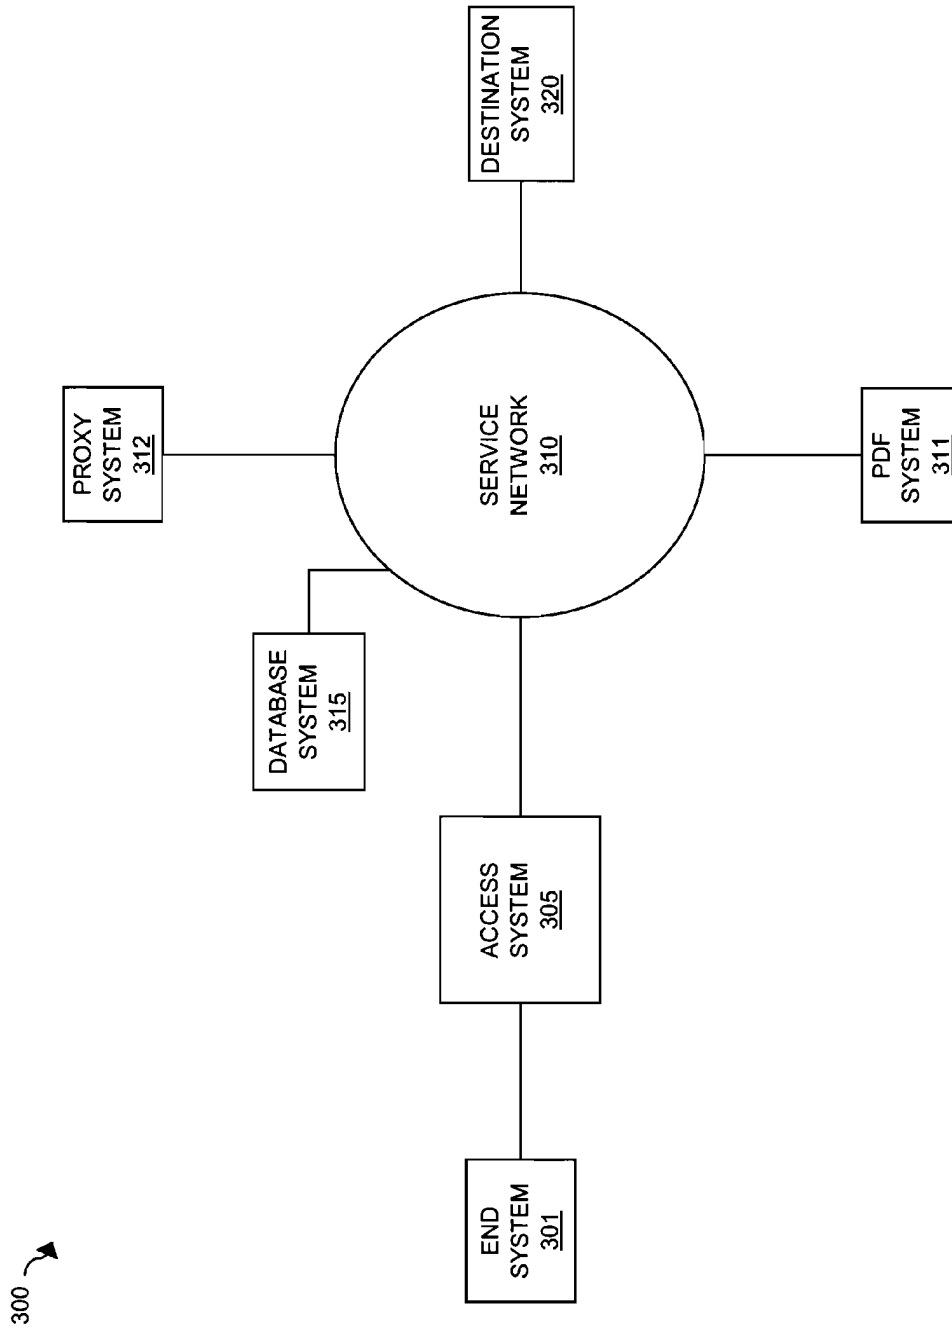 300
PROXY
SYSTEM
312
DATABASE
SYSTEM
315
END
SYSTEM
301
ACCESS
SYSTEM
305
SERVICE
NETWORK
310
DESTINATION
SYSTEM
320
PDF
SYSTEM
311